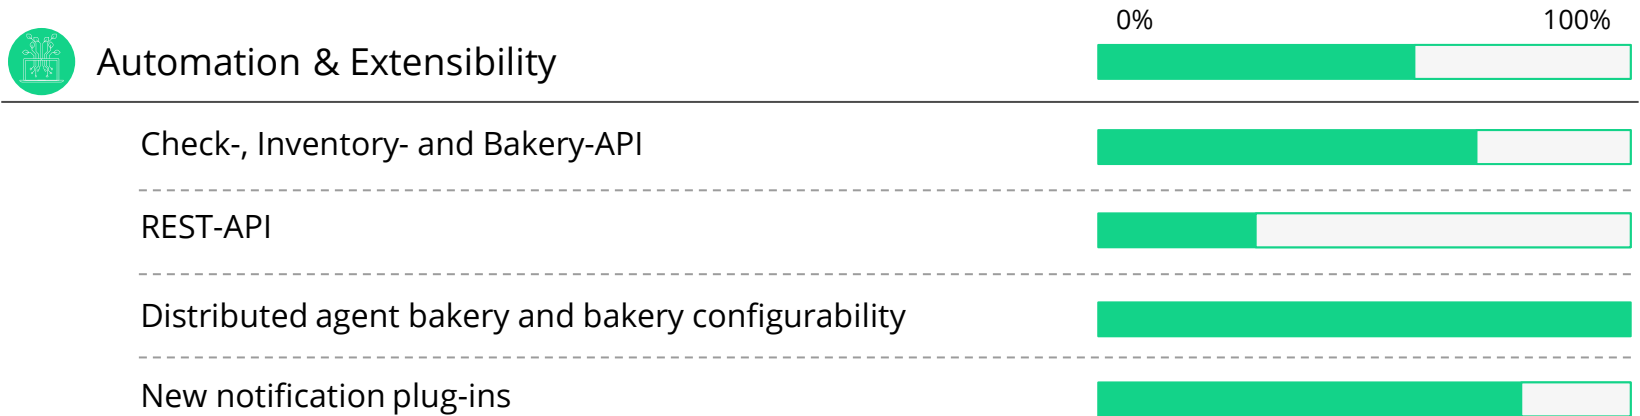 0% 100%
Automation & Extensibility
Check-, Inventory- and Bakery-API
REST-API
Distributed agent bakery and bakery configurability
New notification plug-ins